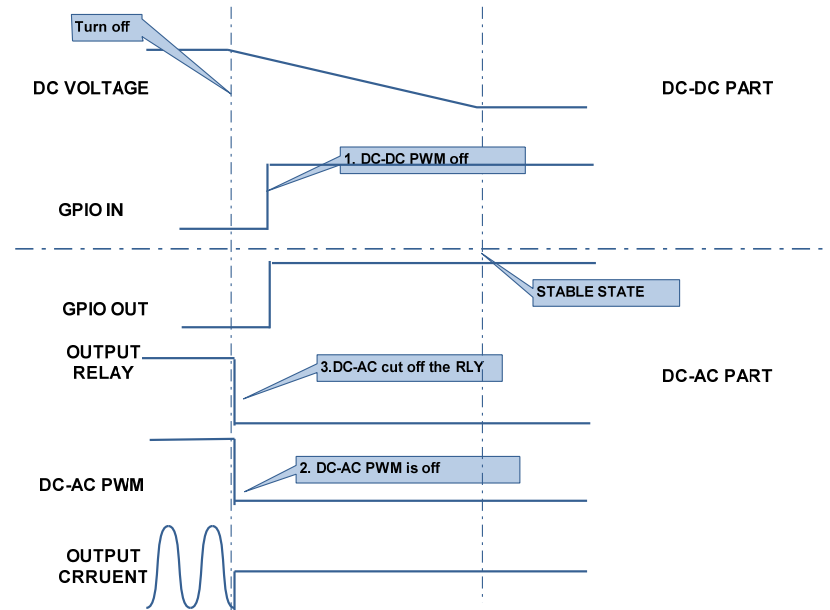 Turn off
DC VOLTAGE
DC-DC PART
1. DC-DC PWM off
GPIO IN
STABLE STATE
GPIO OUT
OUTPUT
RELAY
3.DC-AC cut off the RLY
DC-AC PART
2. DC-AC PWM is off
DC-AC PWM
OUTPUT
CRRUENT